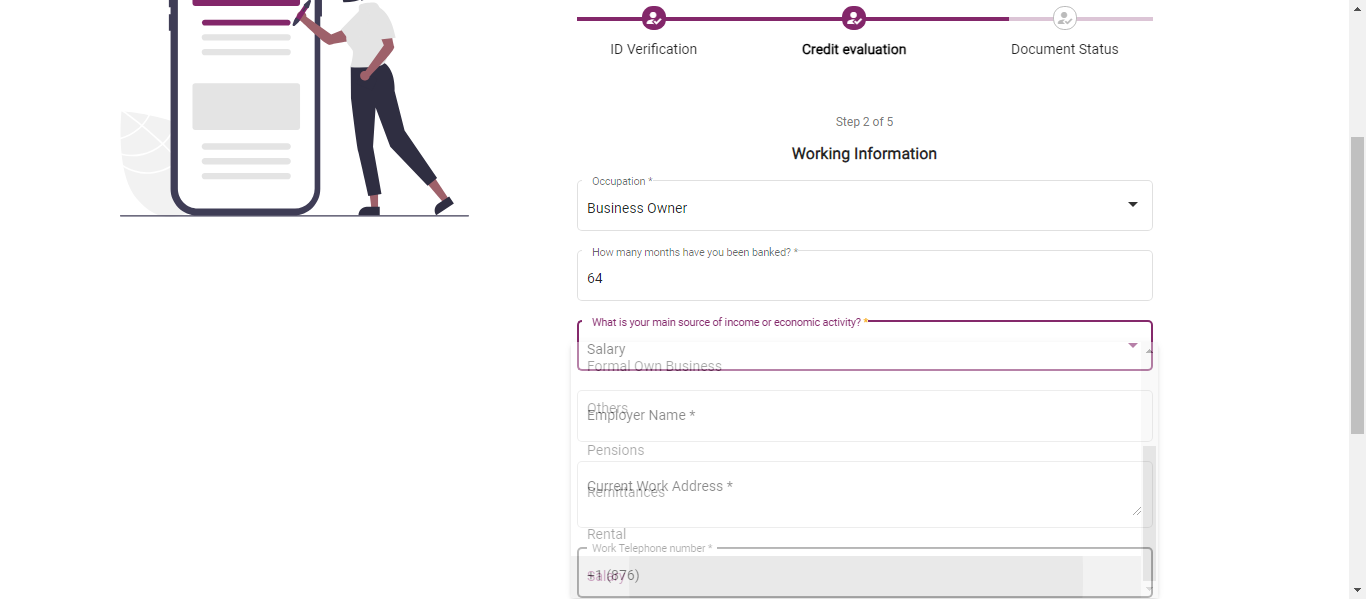 ID Verification
Credit evaluation
Document Status
Step 2 of 5
Working Information
Occupation *
Business Owner
How many months have you been banked? *
64
What is your main source of income or economic activity? *
Salary
Formal Own Business
Others
Employer Name *
Pensions
Current Work Address *
Remittances
Rental
Work Telephone number *
+1 (876)
Salary